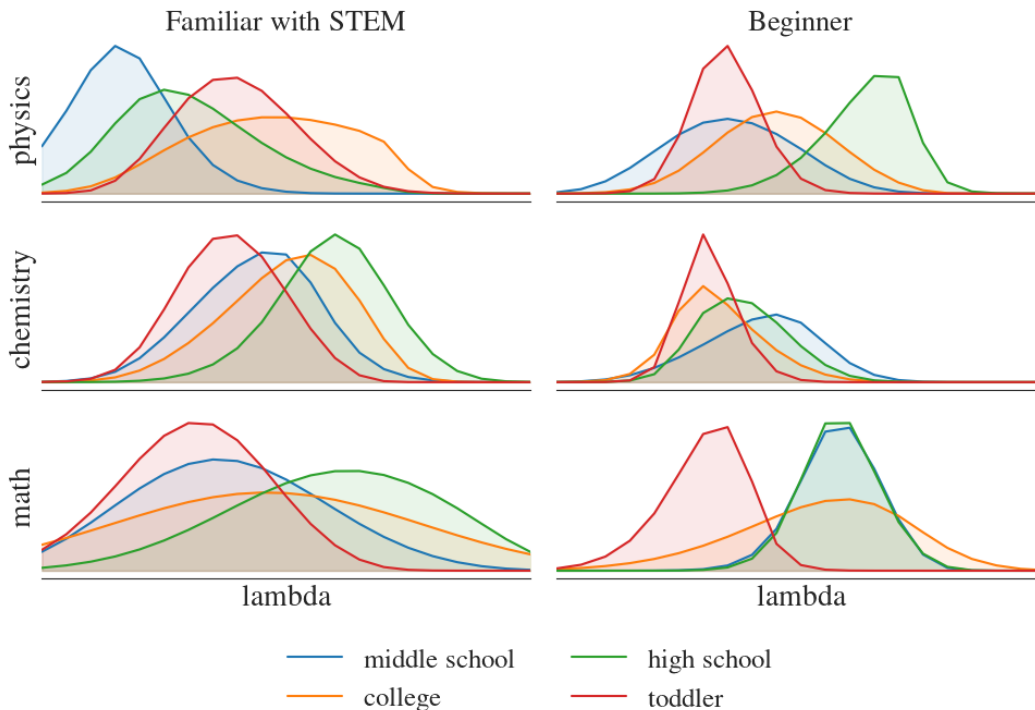 Familiar with STEM
Beginner
physics
chemistry
math
lambda
lambda
middle school
high school
college
toddler